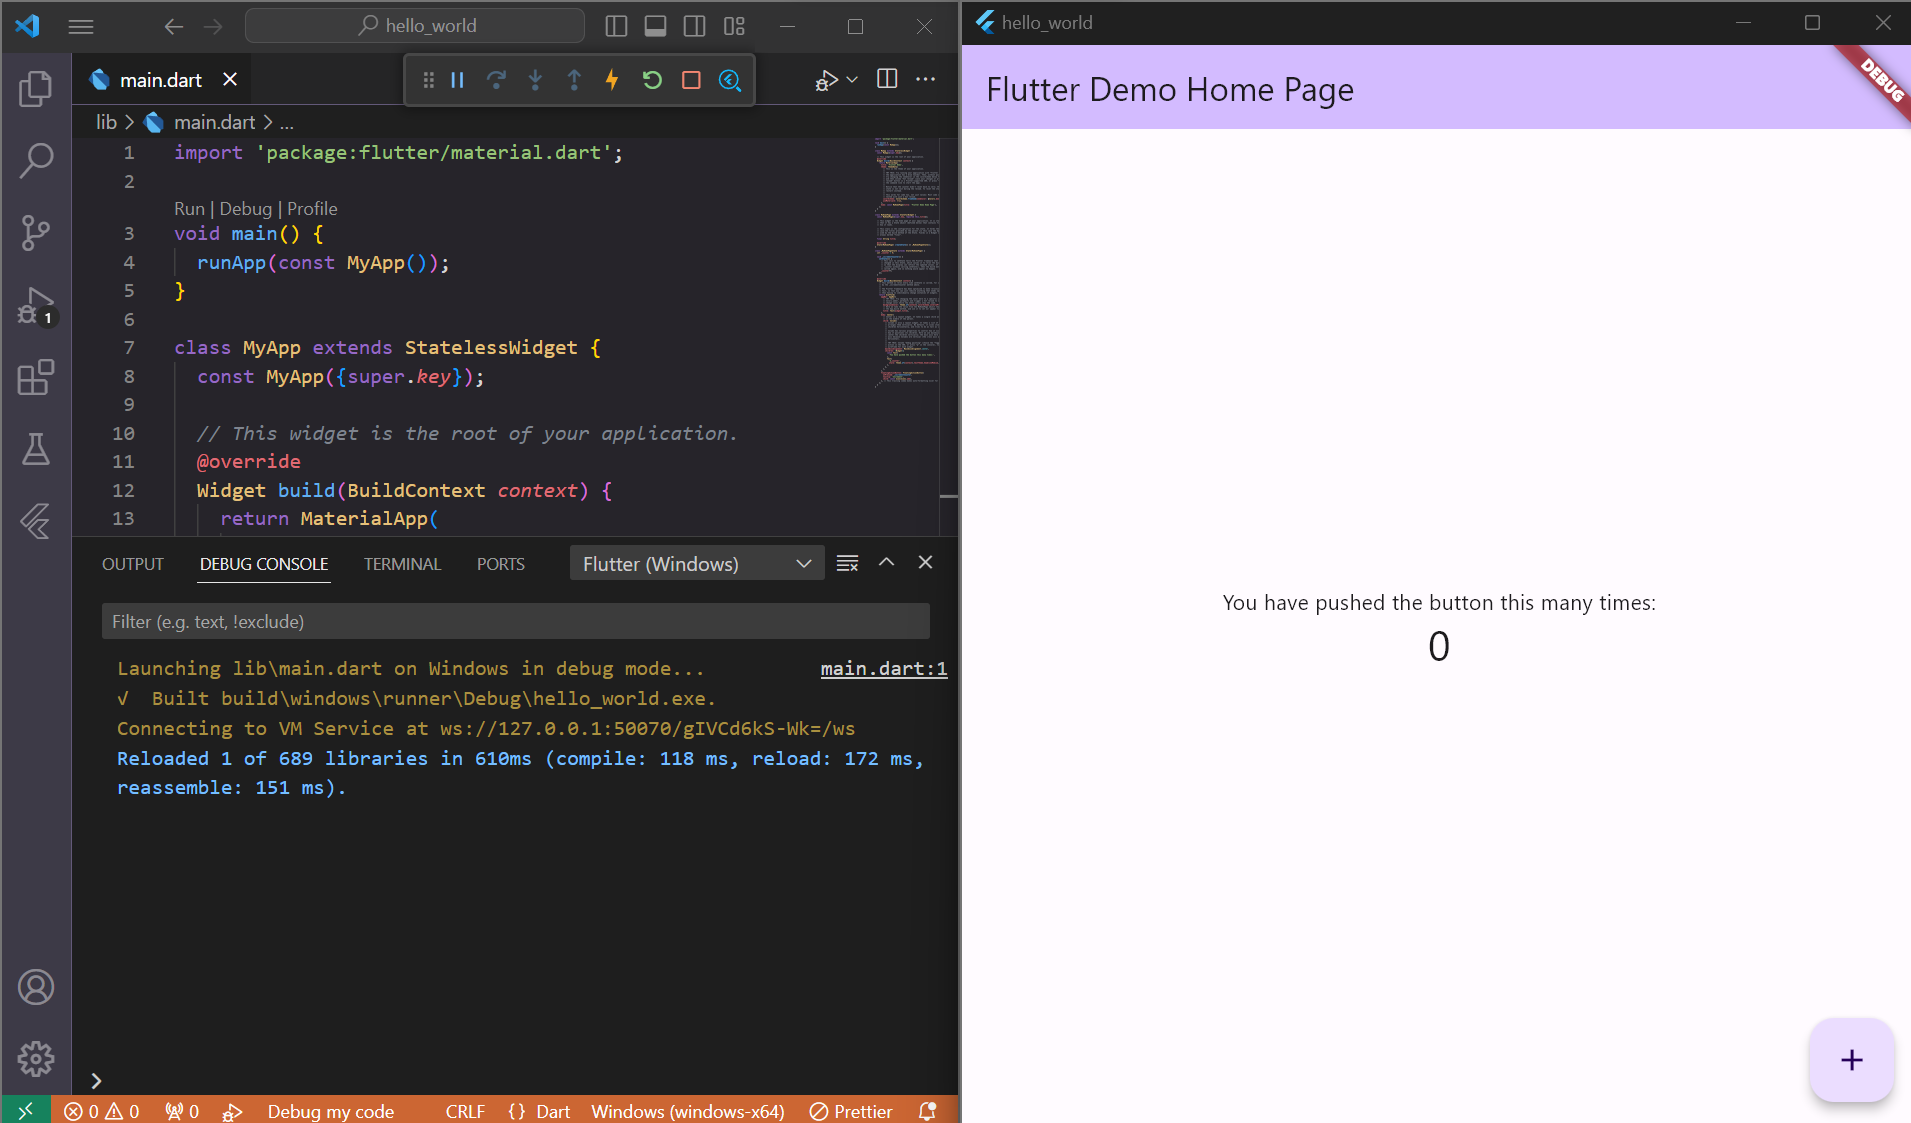 hello_world
main.dart
lib > main.dart > ...
1 import 'package:flutter/material.dart';
2
Run | Debug | Profile
3 void main() {
4 runApp(const MyApp());
5 }
6
7 class MyApp extends StatelessWidget {
8 const MyApp({super.key});
9
10 // This widget is the root of your application.
11 @override
12 Widget build(BuildContext context) {
13 return MaterialApp(
1
OUTPUT DEBUG CONSOLE TERMINAL PORTS Flutter (Windows)
Filter (e.g. text, !exclude)
Launching lib\main.dart on Windows in debug mode... main.dart:1
√ Built build\windows\runner\Debug\hello_world.exe.
Connecting to VM Service at ws://127.0.0.1:50070/gIVCd6kS-Wk=/ws
Reloaded 1 of 689 libraries in 610ms (compile: 118 ms, reload: 172 ms,
reassemble: 151 ms).
0 0 0 Debug my code CRLF {} Dart Windows (windows-x64) Prettier
hello_world
Flutter Demo Home Page
DEBUG
You have pushed the button this many times:
0
+